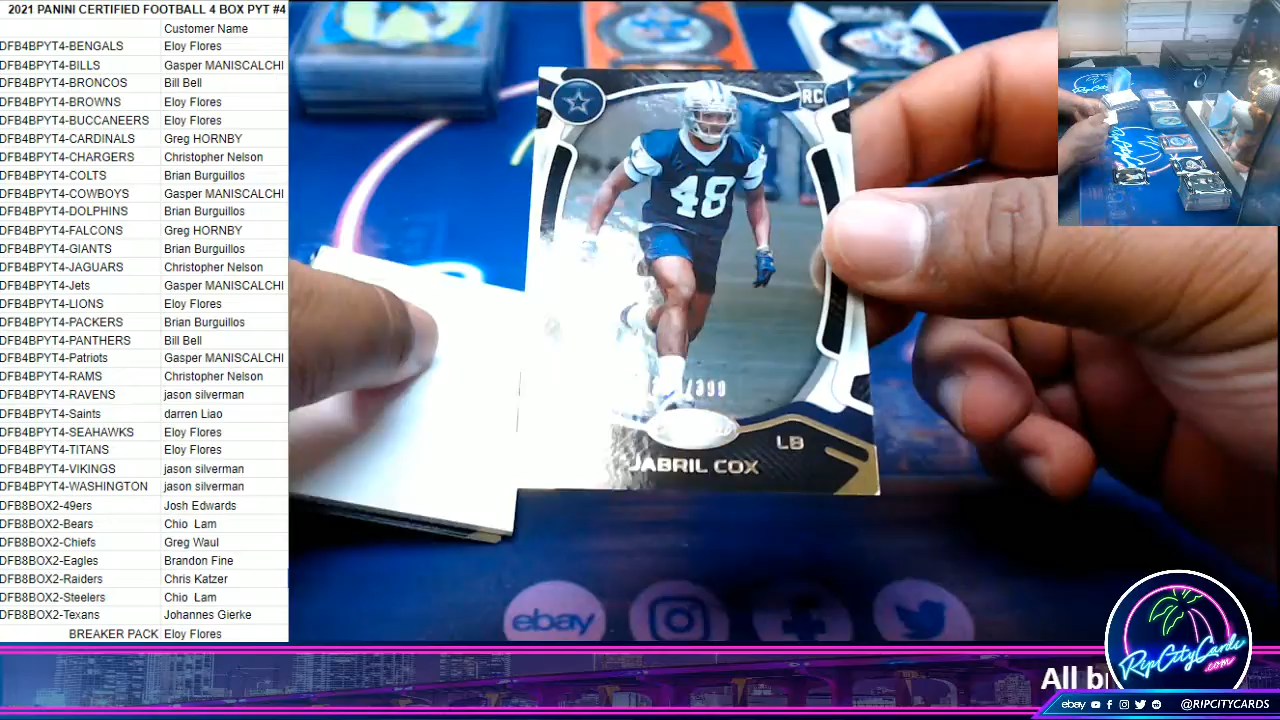 2021 PANINI CERTIFIED FOOTBALL 4 BOX PYT #4
Customer Name
DFB4BPYT4-BENGALS Eloy Flores
DFB4BPYT4-BILLS Gasper MANISCALCHI
DFB4BPYT4-BRONCOS Bill Bell
DFB4BPYT4-BROWNS Eloy Flores
DFB4BPYT4-BUCCANEERS Eloy Flores
DFB4BPYT4-CARDINALS Greg HORNBY
DFB4BPYT4-CHARGERS Christopher Nelson
DFB4BPYT4-COLTS Brian Burguillos
DFB4BPYT4-COWBOYS Gasper MANISCALCHI
DFB4BPYT4-DOLPHINS Brian Burguillos
DFB4BPYT4-FALCONS Greg HORNBY
DFB4BPYT4-GIANTS Brian Burguillos
DFB4BPYT4-JAGUARS Christopher Nelson
DFB4BPYT4-Jets Gasper MANISCALCHI
DFB4BPYT4-LIONS Eloy Flores
DFB4BPYT4-PACKERS Brian Burguillos
DFB4BPYT4-PANTHERS Bill Bell
DFB4BPYT4-Patriots Gasper MANISCALCHI
DFB4BPYT4-RAMS Christopher Nelson
DFB4BPYT4-RAVENS jason silverman
DFB4BPYT4-Saints darren Liao
DFB4BPYT4-SEAHAWKS Eloy Flores
DFB4BPYT4-TITANS Eloy Flores
DFB4BPYT4-VIKINGS jason silverman
DFB4BPYT4-WASHINGTON jason silverman
DFB8BOX2-49ers Josh Edwards
DFB8BOX2-Bears Chio Lam
DFB8BOX2-Chiefs Greg Waul
DFB8BOX2-Eagles Brandon Fine
DFB8BOX2-Raiders Chris Katzer
DFB8BOX2-Steelers Chio Lam
DFB8BOX2-Texans Johannes Gierke
BREAKER PACK Eloy Flores
RC
48
/399
LB
JABRIL COX
ebay
All b
RipCityCards
.com
ebay @RIPCITYCARDS